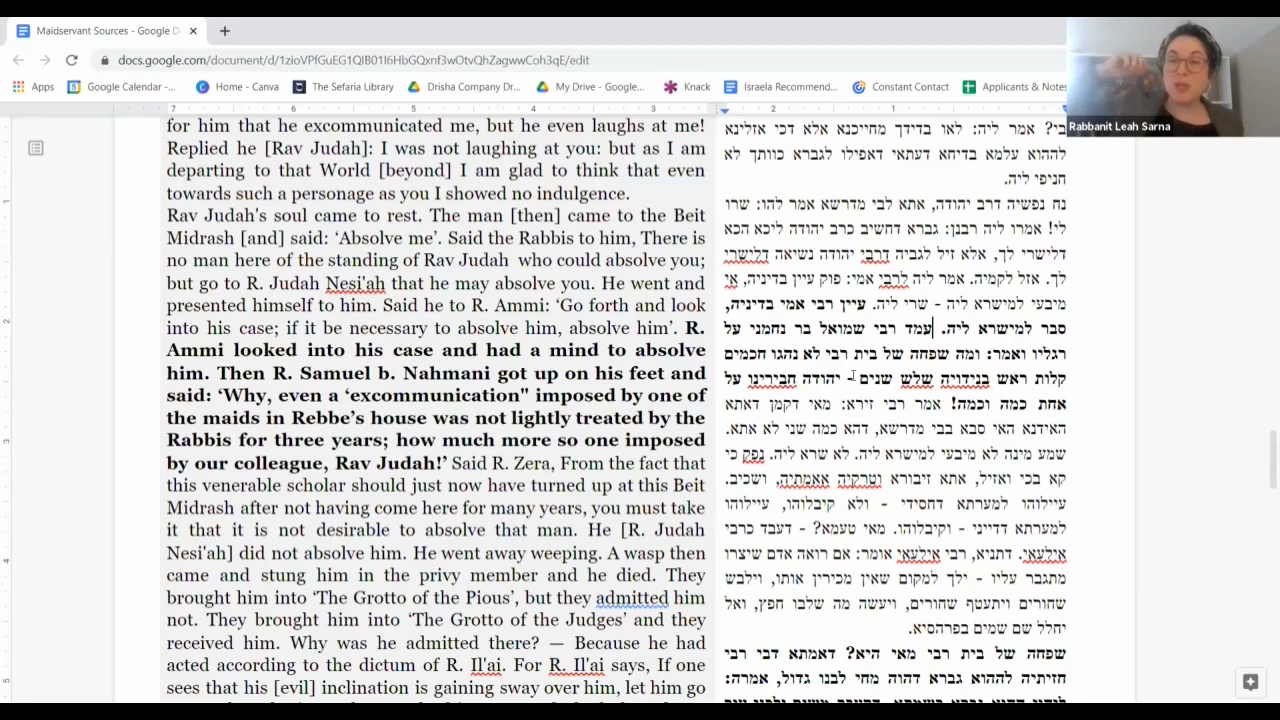 Maidservant Sources - Google D
docs.google.com/document/d/1zioVPfGuEG1QIB01I6HbGQxnf3wOtvQhZagwwCoh3qE/edit
Apps
Google Calendar -...
Home - Canva
The Sefaria Library
Drisha Company Dr...
My Drive - Google...
Knack
Israela Recommend...
Constant Contact
Applicants & Notes
Rabbanit Leah Sarna
7 6 5 4 3 2
for him that he excommunicated me, but he even laughs at me!
Replied he [Rav Judah]: I was not laughing at you: but as I am
departing to that World [beyond] I am glad to think that even
towards such a personage as you I showed no indulgence.
Rav Judah's soul came to rest. The man [then] came to the Beit
Midrash [and] said: ‘Absolve me’. Said the Rabbis to him, There is
no man here of the standing of Rav Judah who could absolve you;
but go to R. Judah Nesi'ah that he may absolve you. He went and
presented himself to him. Said he to R. Ammi: ‘Go forth and look
into his case; if it be necessary to absolve him, absolve him’. R.
Ammi looked into his case and had a mind to absolve
him. Then R. Samuel b. Nahmani got up on his feet and
said: ‘Why, even a ‘excommunication" imposed by one of
the maids in Rebbe's house was not lightly treated by the
Rabbis for three years; how much more so one imposed
by our colleague, Rav Judah!’ Said R. Zera, From the fact that
this venerable scholar should just now have turned up at this Beit
Midrash after not having come here for many years, you must take
it that it is not desirable to absolve that man. He [R. Judah
Nesi'ah] did not absolve him. He went away weeping. A wasp then
came and stung him in the privy member and he died. They
brought him into ‘The Grotto of the Pious’, but they admitted him
not. They brought him into ‘The Grotto of the Judges’ and they
received him. Why was he admitted there? — Because he had
acted according to the dictum of R. Il'ai. For R. Il'ai says, If one
sees that his [evil] inclination is gaining sway over him, let him go
בי? אמר ליה: לאו בדידך מחייכנא אלא דכי אזלינא
לההוא עלמא בדיחא דעתאי דאפילו לגברא כוותך לא
חניפי ליה.
נח נפשיה דרב יהודה, אתא לבי מדרשא אמר להו: שרו
לי! אמרו ליה רבנן: גברא דחשיב כרב יהודה ליכא הכא
דלישרי לך, אלא זיל לגביה דרבי יהודה נשיאה דלישרי
לך. אזל לקמיה. אמר ליה לרבי אמי: פוק עיין בדיניה, אי
מיבעי למישרא ליה - שרי ליה. עיין רבי אמי בדיניה,
סבר למישרא ליה. עמד רבי שמואל בר נחמני על
רגליו ואמר: ומה שפחה של בית רבי לא נהגו חכמים
קלות ראש בנידויה שלש שנים - יהודה חבירינו על
אחת כמה וכמה! אמר רבי זירא: מאי דקמן דאתא
האידנא האי סבא בבי מדרשא, דהא כמה שני לא אתא.
שמע מינה לא מיבעי למישרא ליה. לא שרא ליה. נפק כי
קא בכי ואזיל, אתא זיבורא וטרקיה אאמתיה, ושכיב.
עיילוהו למערתא דחסידי - ולא קיבלוהו, עיילוהו
למערתא דדייני - וקיבלוהו. מאי טעמא? - דעבד כרבי
אילעאי. דתניא, רבי אילעאי אומר: אם רואה אדם שיצרו
מתגבר עליו - ילך למקום שאין מכירין אותו, וילבש
שחורים ויתעטף שחורים, ויעשה מה שלבו חפץ, ואל
יחלל שם שמים בפרהסיא.
שפחה של בית רבי מאי היא? דאמתא דבי רבי
חזיתיה לההוא גברא דהוה מחי לבנו גדול, אמרה: